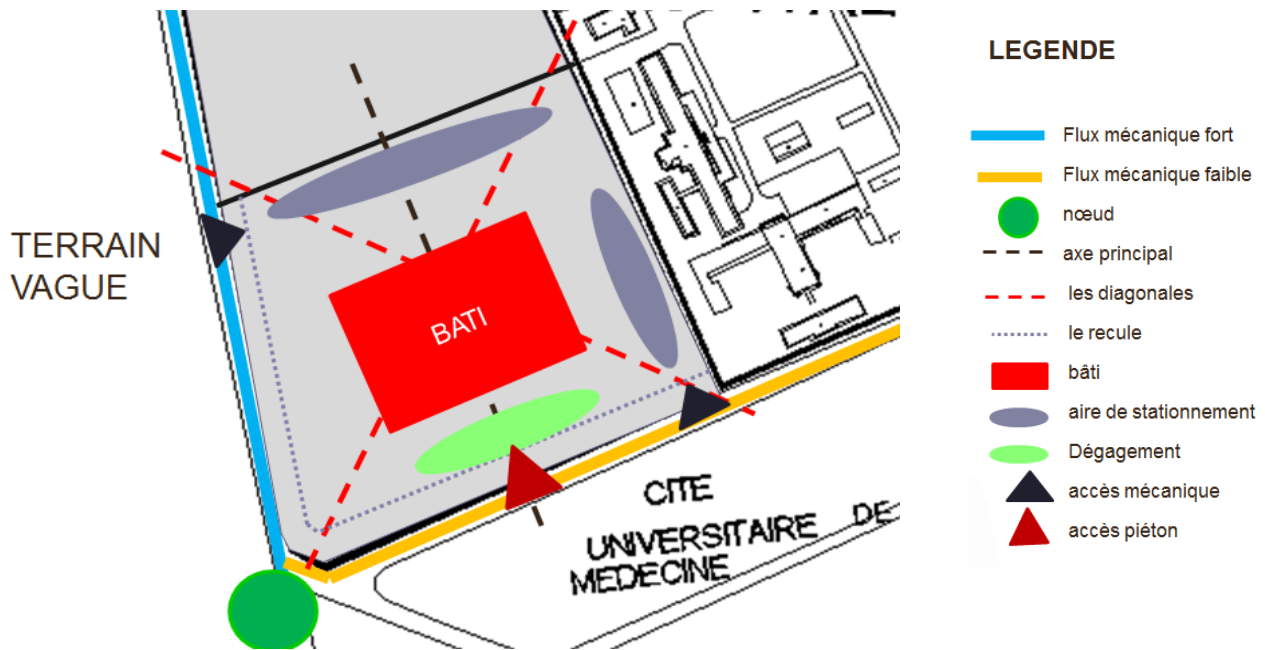 TERRAIN
VAGUE
BATI
CITE
UNIVERSITAIRE DE
MEDECINE
LEGENDE
Flux mécanique fort
Flux mécanique faible
nœud
axe principal
les diagonales
le recule
bâti
aire de stationnement
Dégagement
accès mécanique
accès piéton